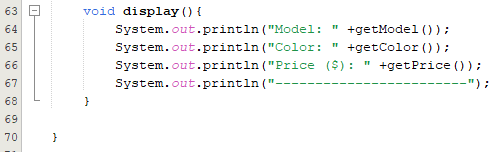 63 void display(){
64 System.out.println("Model: " +getModel());
65 System.out.println("Color: " +getColor());
66 System.out.println("Price ($): " +getPrice());
67 System.out.println("------------------------");
68 }
69
70 }